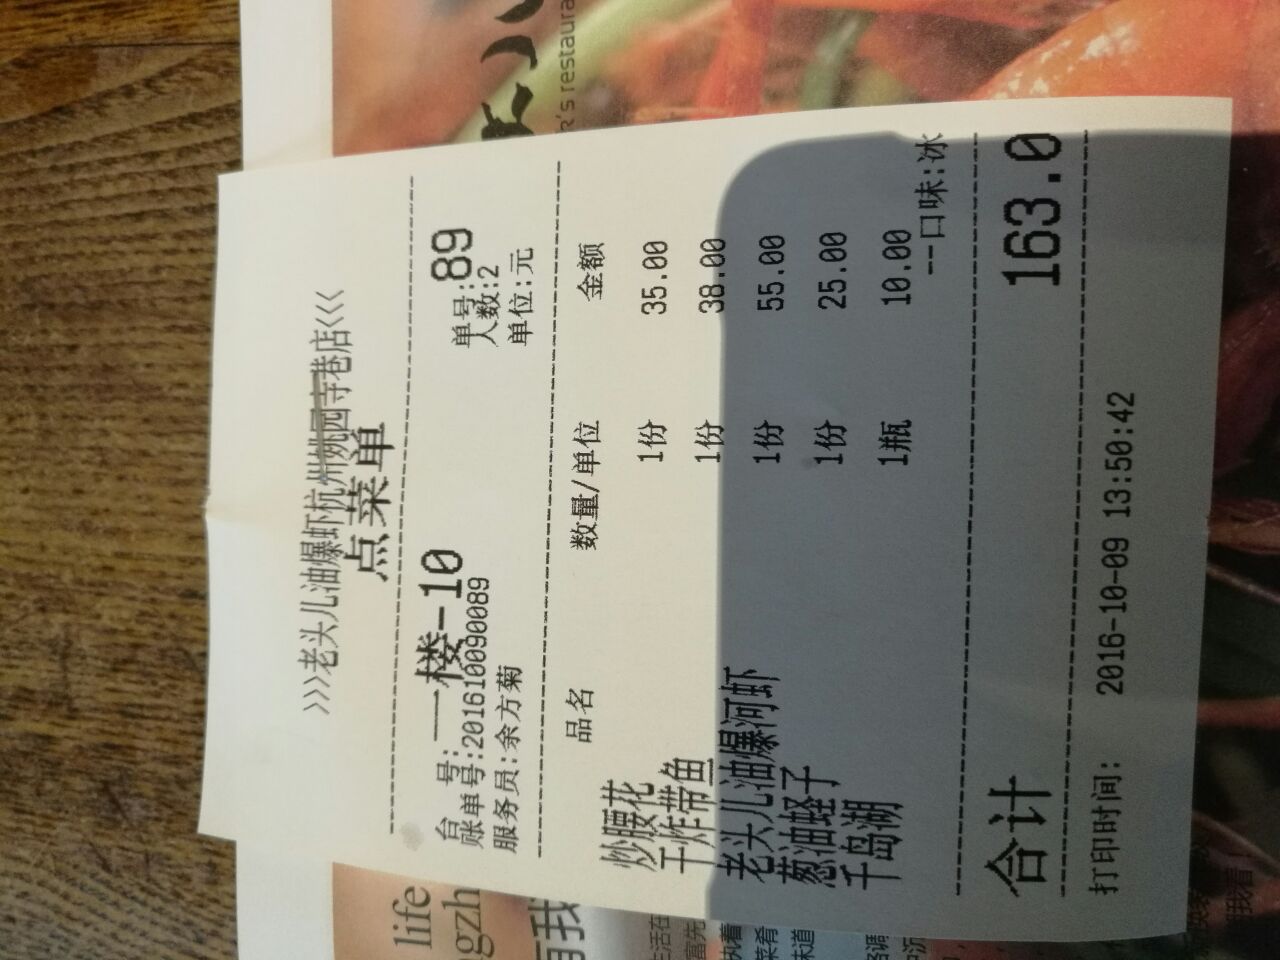 >>>老头儿油爆虾杭州姚园寺巷店<<<
点菜单
台 号:一楼-10 单号:89
账单号:201610090089 人数:2
服务员:余方菊 单位:元
品名 数量/单位 金额
炒腰花 1份 35.00
干炸带鱼 1份 38.00
老头儿油爆河虾 1份 55.00
葱油蛏子 1份 25.00
千岛湖 1瓶 10.00
--口味:冰
合计 163.0
打印时间: 2016-10-09 13:50:42
's restaura
life
gzh